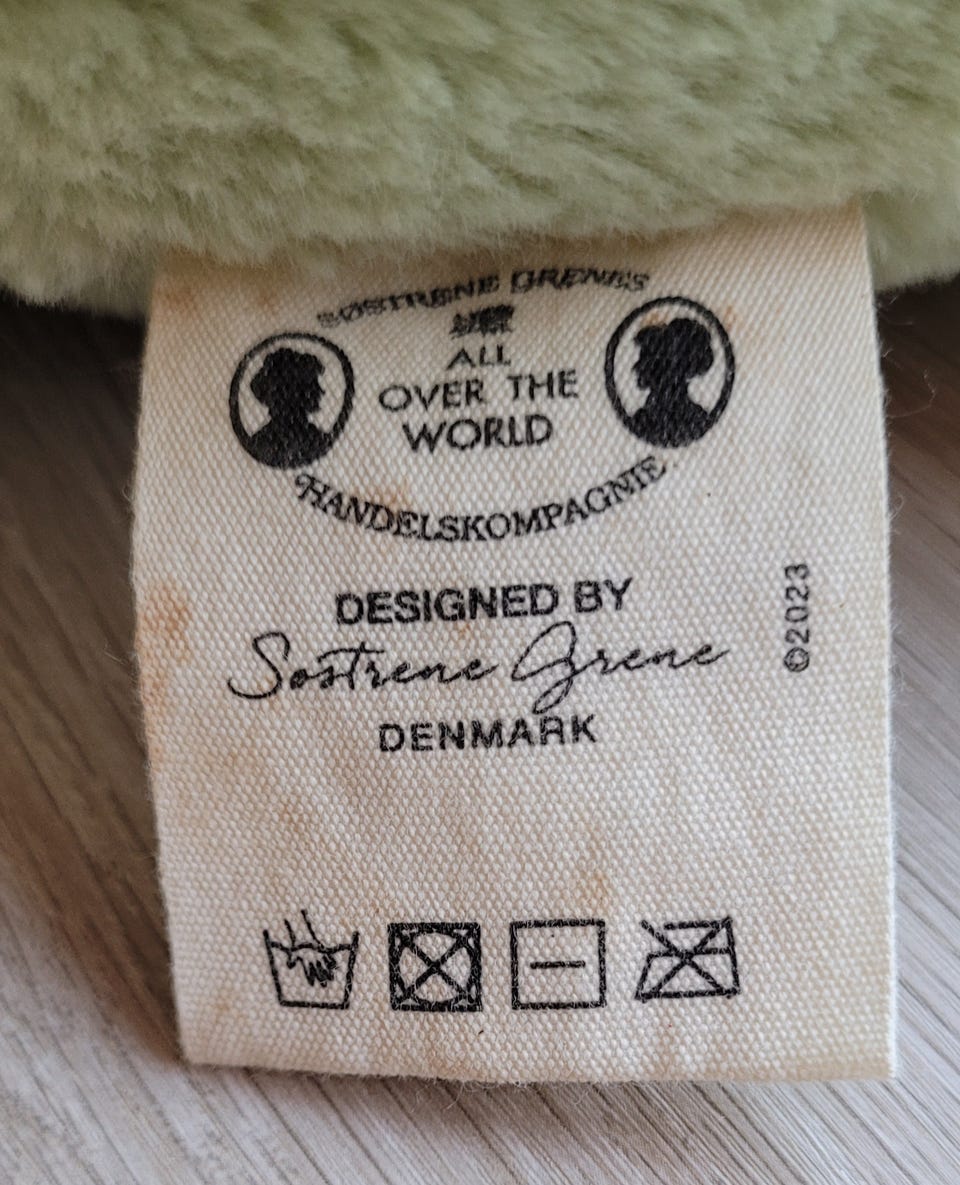 SØSTRENE GRENES
ALL
OVER THE
WORLD
HANDELSKOMPAGNIE
DESIGNED BY
Søstrene Grene
DENMARK
©2023